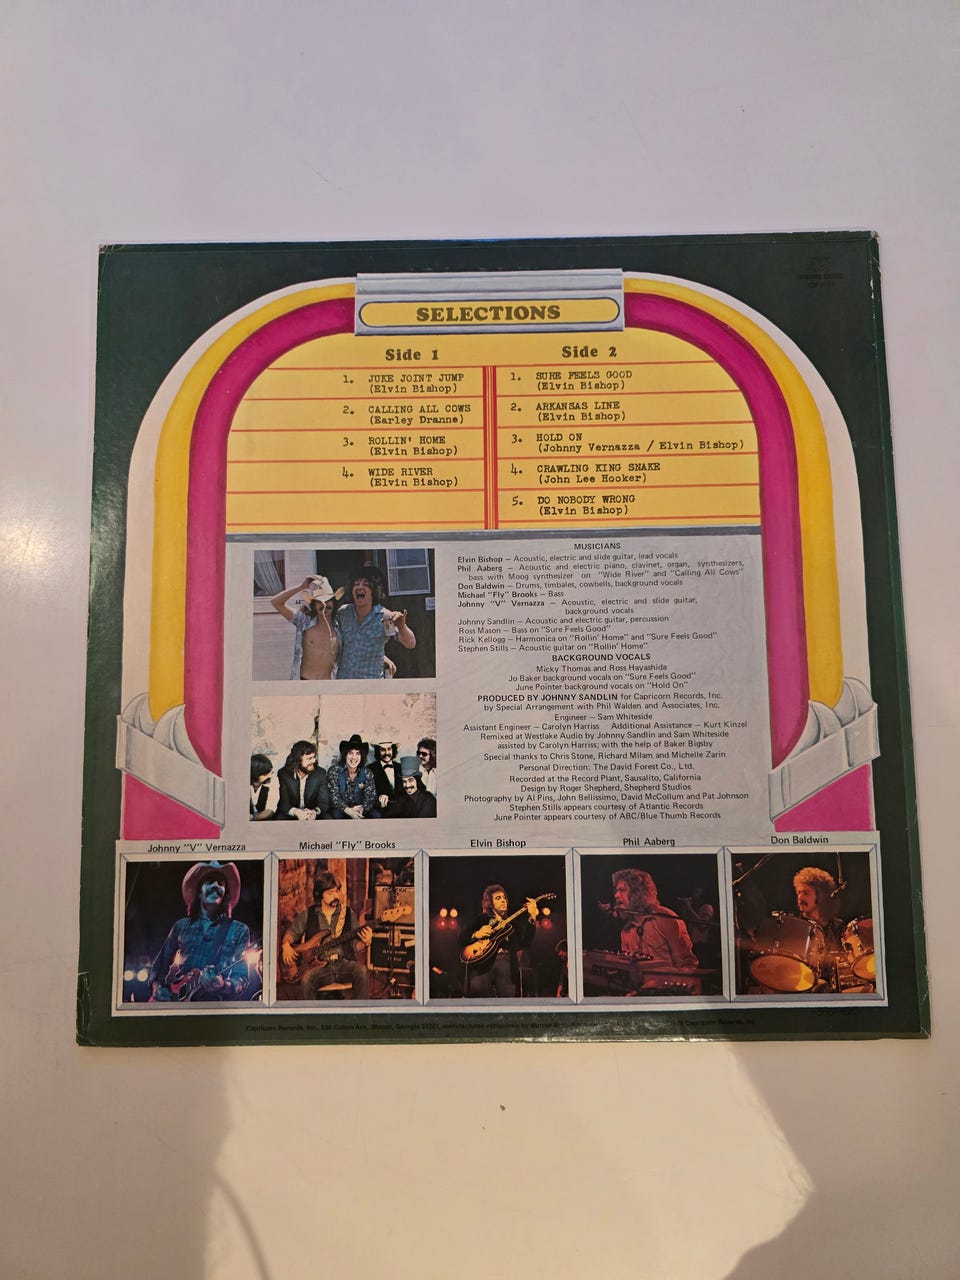 SELECTIONS
Side 1
1. JUKE JOINT JUMP
(Elvin Bishop)
2. CALLING ALL COWS
(Earley Dranne)
3. ROLLIN' HOME
(Elvin Bishop)
4. WIDE RIVER
(Elvin Bishop)
Side 2
1. SURE FEELS GOOD
(Elvin Bishop)
2. ARKANSAS LINE
(Elvin Bishop)
3. HOLD ON
(Johnny Vernazza / Elvin Bishop)
4. CRAWLING KING SNAKE
(John Lee Hooker)
5. DO NOBODY WRONG
(Elvin Bishop)
MUSICIANS
Elvin Bishop — Acoustic, electric and slide guitar, lead vocals
Phil Aaberg — Acoustic and electric piano, clavinet, organ, synthesizers,
bass with Moog synthesizer on "Wide River" and "Calling All Cows"
Don Baldwin — Drums, timbales, cowbells, background vocals
Michael "Fly" Brooks — Bass
Johnny "V" Vernazza — Acoustic, electric and slide guitar,
background vocals
Johnny Sandlin — Acoustic and electric guitar, percussion
Ross Mason — Bass on "Sure Feels Good"
Rick Kellogg — Harmonica on "Rollin' Home" and "Sure Feels Good"
Stephen Stills — Acoustic guitar on "Rollin' Home"
BACKGROUND VOCALS
Micky Thomas and Ross Hayashida
Jo Baker background vocals on "Sure Feels Good"
June Pointer background vocals on "Hold On"
PRODUCED BY JOHNNY SANDLIN for Capricorn Records, Inc.
by Special Arrangement with Phil Walden and Associates, Inc.
Engineer — Sam Whiteside
Assistant Engineer — Carolyn Harriss Additional Assistance — Kurt Kinzel
Remixed at Westlake Audio by Johnny Sandlin and Sam Whiteside
assisted by Carolyn Harriss; with the help of Baker Bigsby
Special thanks to Chris Stone, Richard Milam and Michelle Zarin
Personal Direction: The David Forest Co., Ltd.
Recorded at the Record Plant, Sausalito, California
Design by Roger Shepherd, Shepherd Studios
Photography by Al Pins, John Bellissimo, David McCollum and Pat Johnson
Stephen Stills appears courtesy of Atlantic Records
June Pointer appears courtesy of ABC/Blue Thumb Records
Johnny "V" Vernazza
Michael "Fly" Brooks
Elvin Bishop
Phil Aaberg
Don Baldwin
Capricorn Records, Inc., Macon, Georgia 31201, manufactured exclusively by Warner Capricorn Records, Inc.